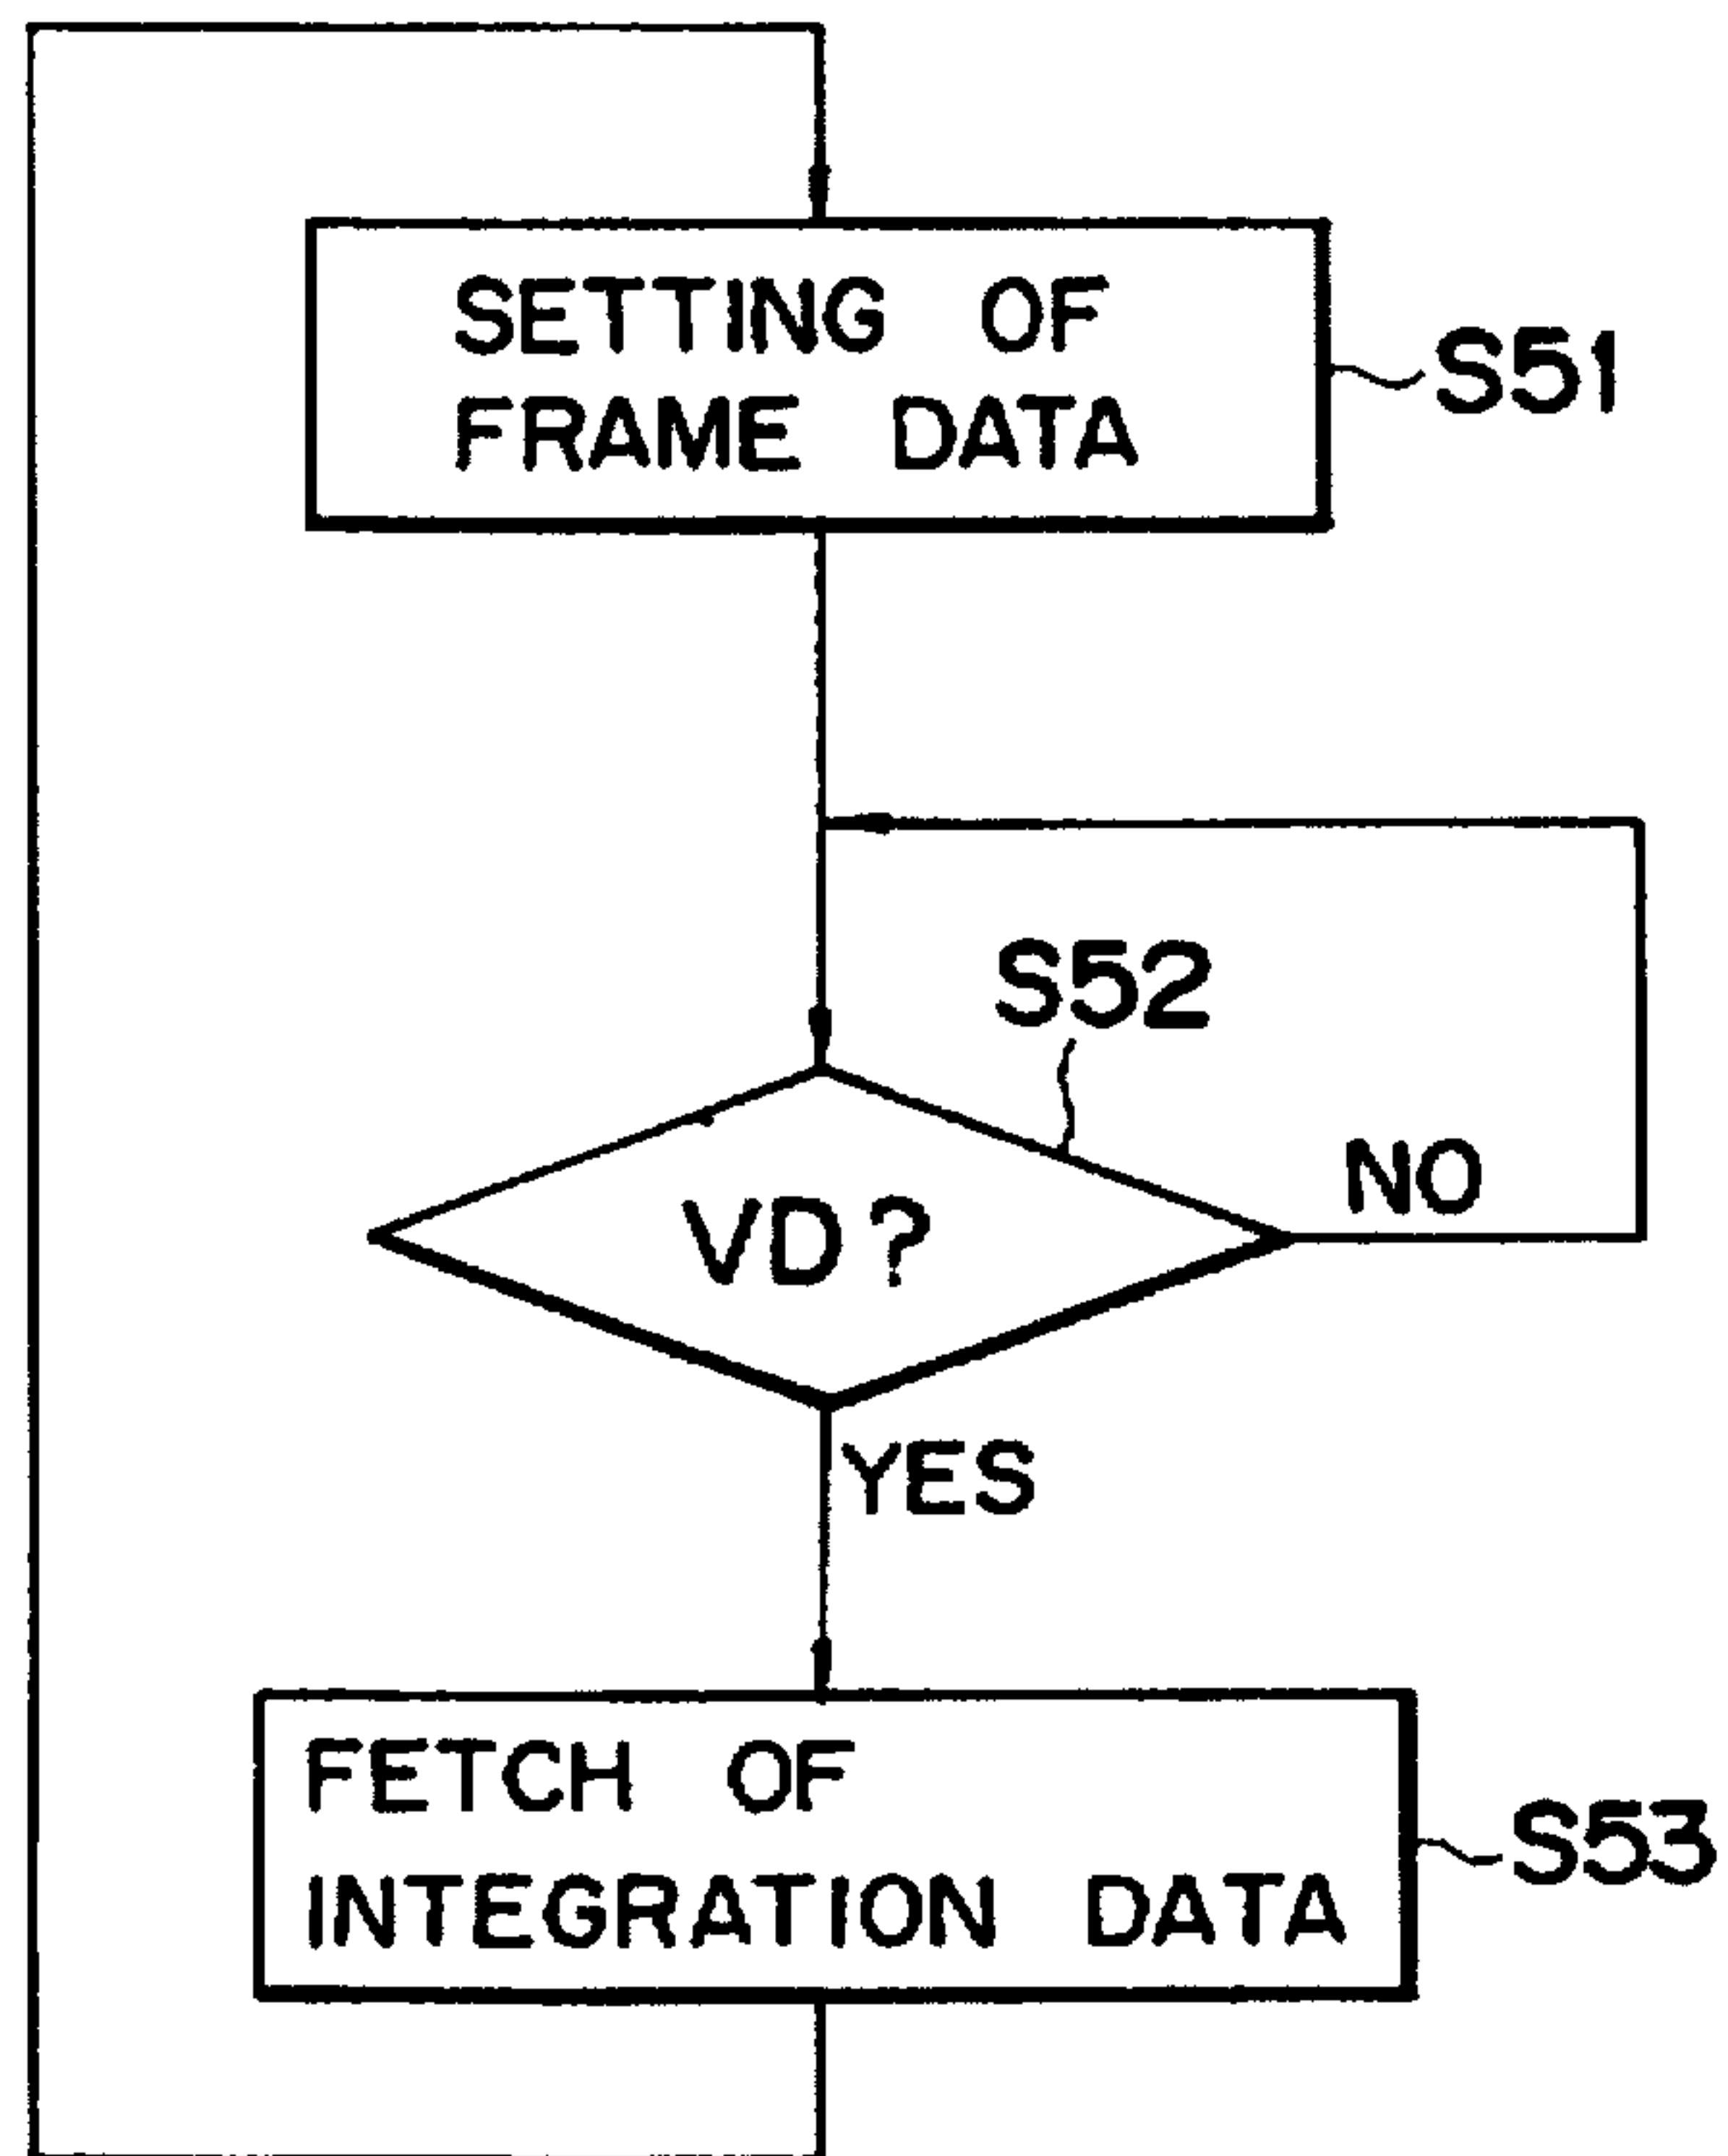 SETTING OF
FRAME DATA
S51
S52
NO
VD?
YES
FETCH OF
INTEGRATION DATA
S53